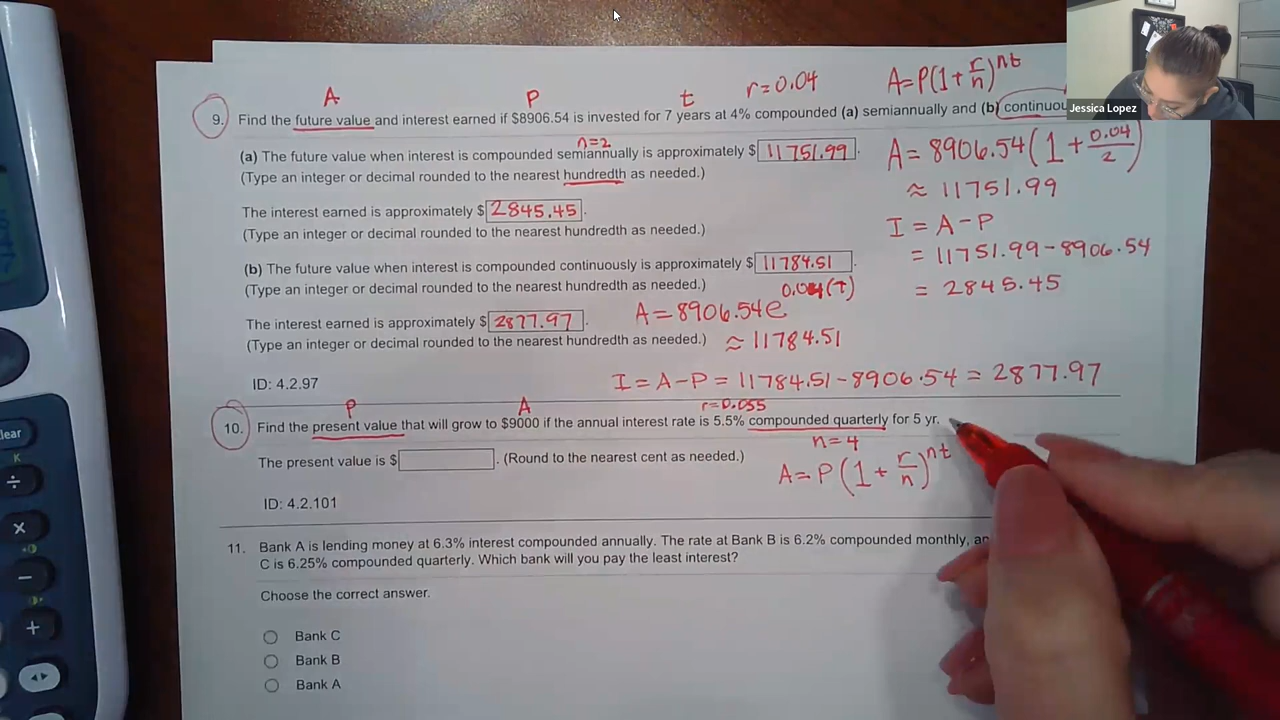 A P t r=0.04 A=P(1+r/n)^nt
Jessica Lopez
9. Find the future value and interest earned if $8906.54 is invested for 7 years at 4% compounded (a) semiannually and (b)
n=2
(a) The future value when interest is compounded semiannually is approximately $ 11751.99.
A=8906.54(1+0.04/2)
(Type an integer or decimal rounded to the nearest hundredth as needed.)
≈11751.99
The interest earned is approximately $ 2845.45.
I=A-P
(Type an integer or decimal rounded to the nearest hundredth as needed.)
=11751.99-8906.54
(b) The future value when interest is compounded continuously is approximately $ 11784.51
=2845.45
(Type an integer or decimal rounded to the nearest hundredth as needed.)
A=8906.54e
The interest earned is approximately $ 2877.97.
(Type an integer or decimal rounded to the nearest hundredth as needed.)
≈11784.51
ID: 4.2.97
I=A-P=11784.51-8906.54=2877.97
P A r=0.055
10. Find the present value that will grow to $9000 if the annual interest rate is 5.5% compounded quarterly for 5 yr.
n=4
The present value is $ . (Round to the nearest cent as needed.)
A=P(1+r/n)^nt
ID: 4.2.101
11. Bank A is lending money at 6.3% interest compounded annually. The rate at Bank B is 6.2% compounded monthly,
C is 6.25% compounded quarterly. Which bank will you pay the least interest?
Choose the correct answer.
Bank C
Bank B
Bank A